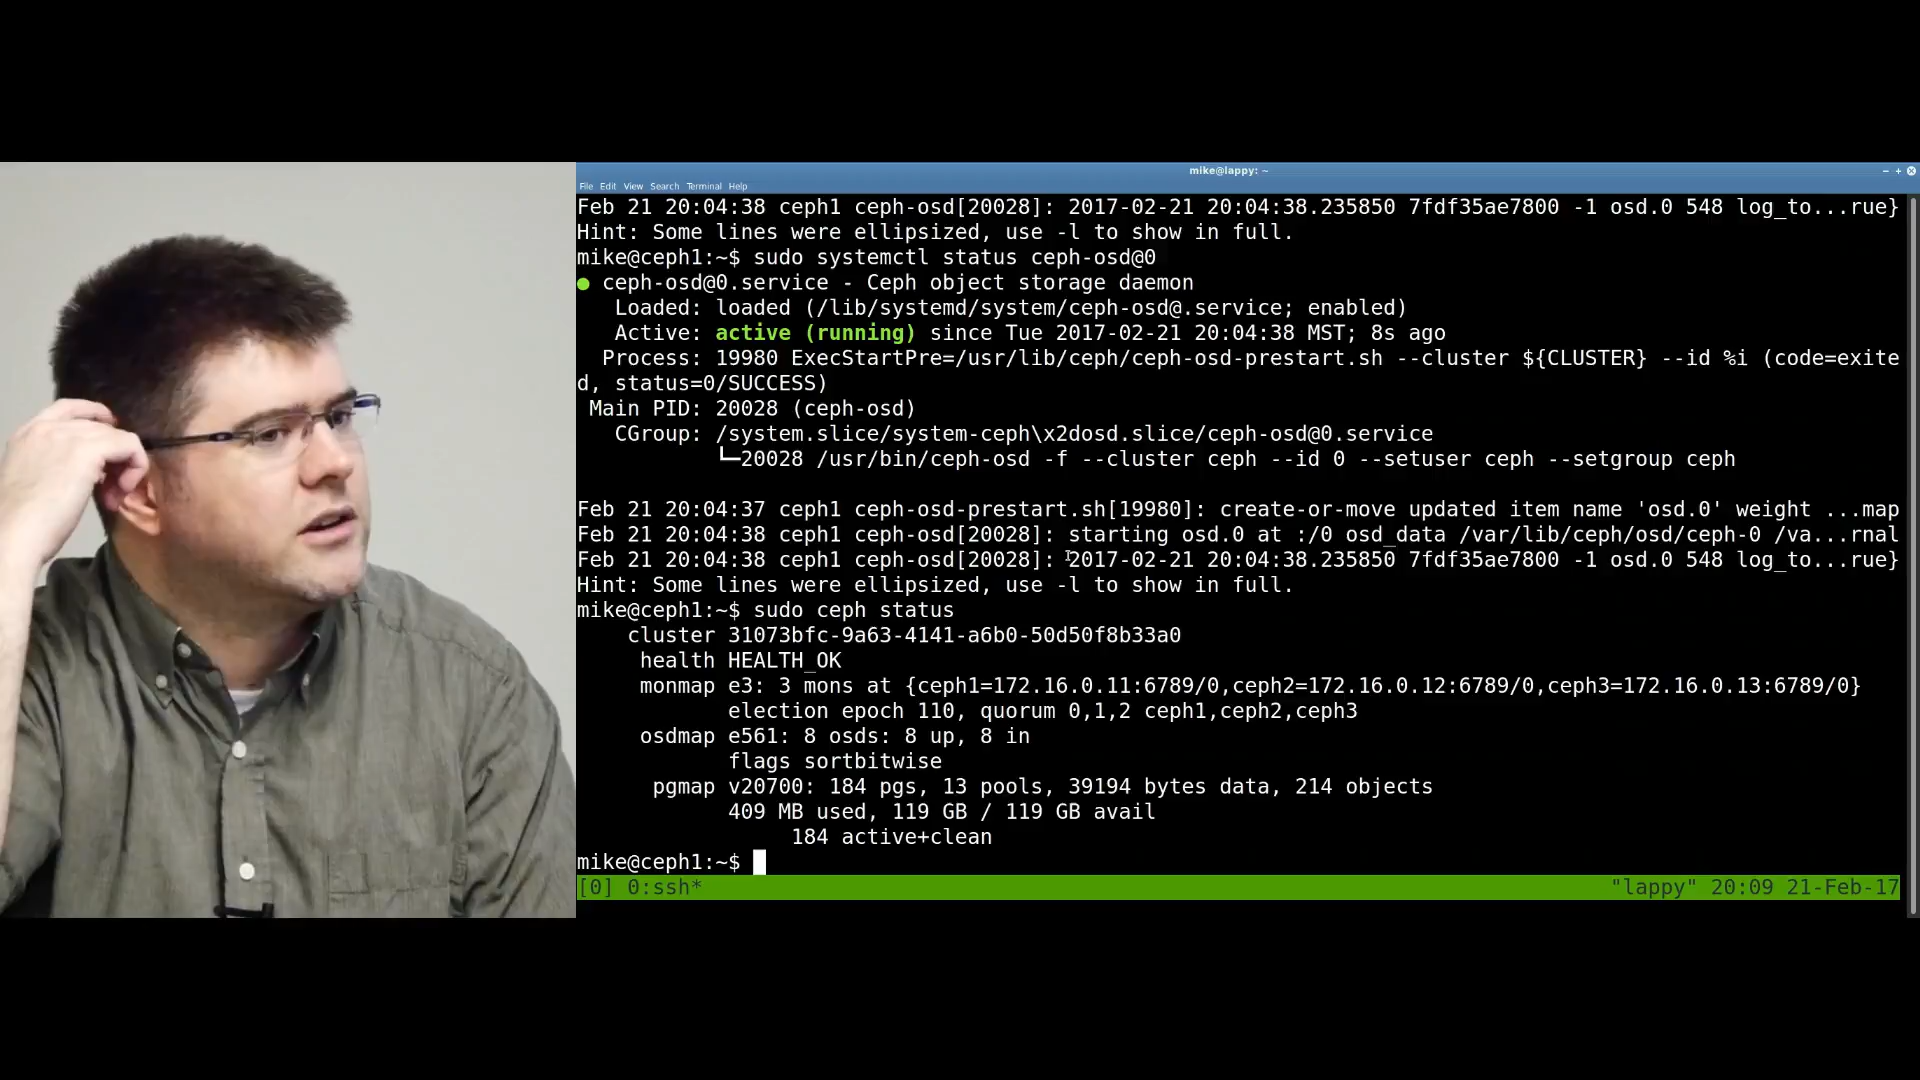 mike@lappy: ~
File Edit View Search Terminal Help
Feb 21 20:04:38 ceph1 ceph-osd[20028]: 2017-02-21 20:04:38.235850 7fdf35ae7800 -1 osd.0 548 log_to...rue}
Hint: Some lines were ellipsized, use -l to show in full.
mike@ceph1:~$ sudo systemctl status ceph-osd@0
● ceph-osd@0.service - Ceph object storage daemon
Loaded: loaded (/lib/systemd/system/ceph-osd@.service; enabled)
Active: active (running) since Tue 2017-02-21 20:04:38 MST; 8s ago
Process: 19980 ExecStartPre=/usr/lib/ceph/ceph-osd-prestart.sh --cluster ${CLUSTER} --id %i (code=exite
d, status=0/SUCCESS)
Main PID: 20028 (ceph-osd)
CGroup: /system.slice/system-ceph\x2dosd.slice/ceph-osd@0.service
└─20028 /usr/bin/ceph-osd -f --cluster ceph --id 0 --setuser ceph --setgroup ceph
Feb 21 20:04:37 ceph1 ceph-osd-prestart.sh[19980]: create-or-move updated item name 'osd.0' weight ...map
Feb 21 20:04:38 ceph1 ceph-osd[20028]: starting osd.0 at :/0 osd_data /var/lib/ceph/osd/ceph-0 /va...rnal
Feb 21 20:04:38 ceph1 ceph-osd[20028]: 2017-02-21 20:04:38.235850 7fdf35ae7800 -1 osd.0 548 log_to...rue}
Hint: Some lines were ellipsized, use -l to show in full.
mike@ceph1:~$ sudo ceph status
cluster 31073bfc-9a63-4141-a6b0-50d50f8b33a0
health HEALTH_OK
monmap e3: 3 mons at {ceph1=172.16.0.11:6789/0,ceph2=172.16.0.12:6789/0,ceph3=172.16.0.13:6789/0}
election epoch 110, quorum 0,1,2 ceph1,ceph2,ceph3
osdmap e561: 8 osds: 8 up, 8 in
flags sortbitwise
pgmap v20700: 184 pgs, 13 pools, 39194 bytes data, 214 objects
409 MB used, 119 GB / 119 GB avail
184 active+clean
mike@ceph1:~$
[0] 0:ssh* "lappy" 20:09 21-Feb-17